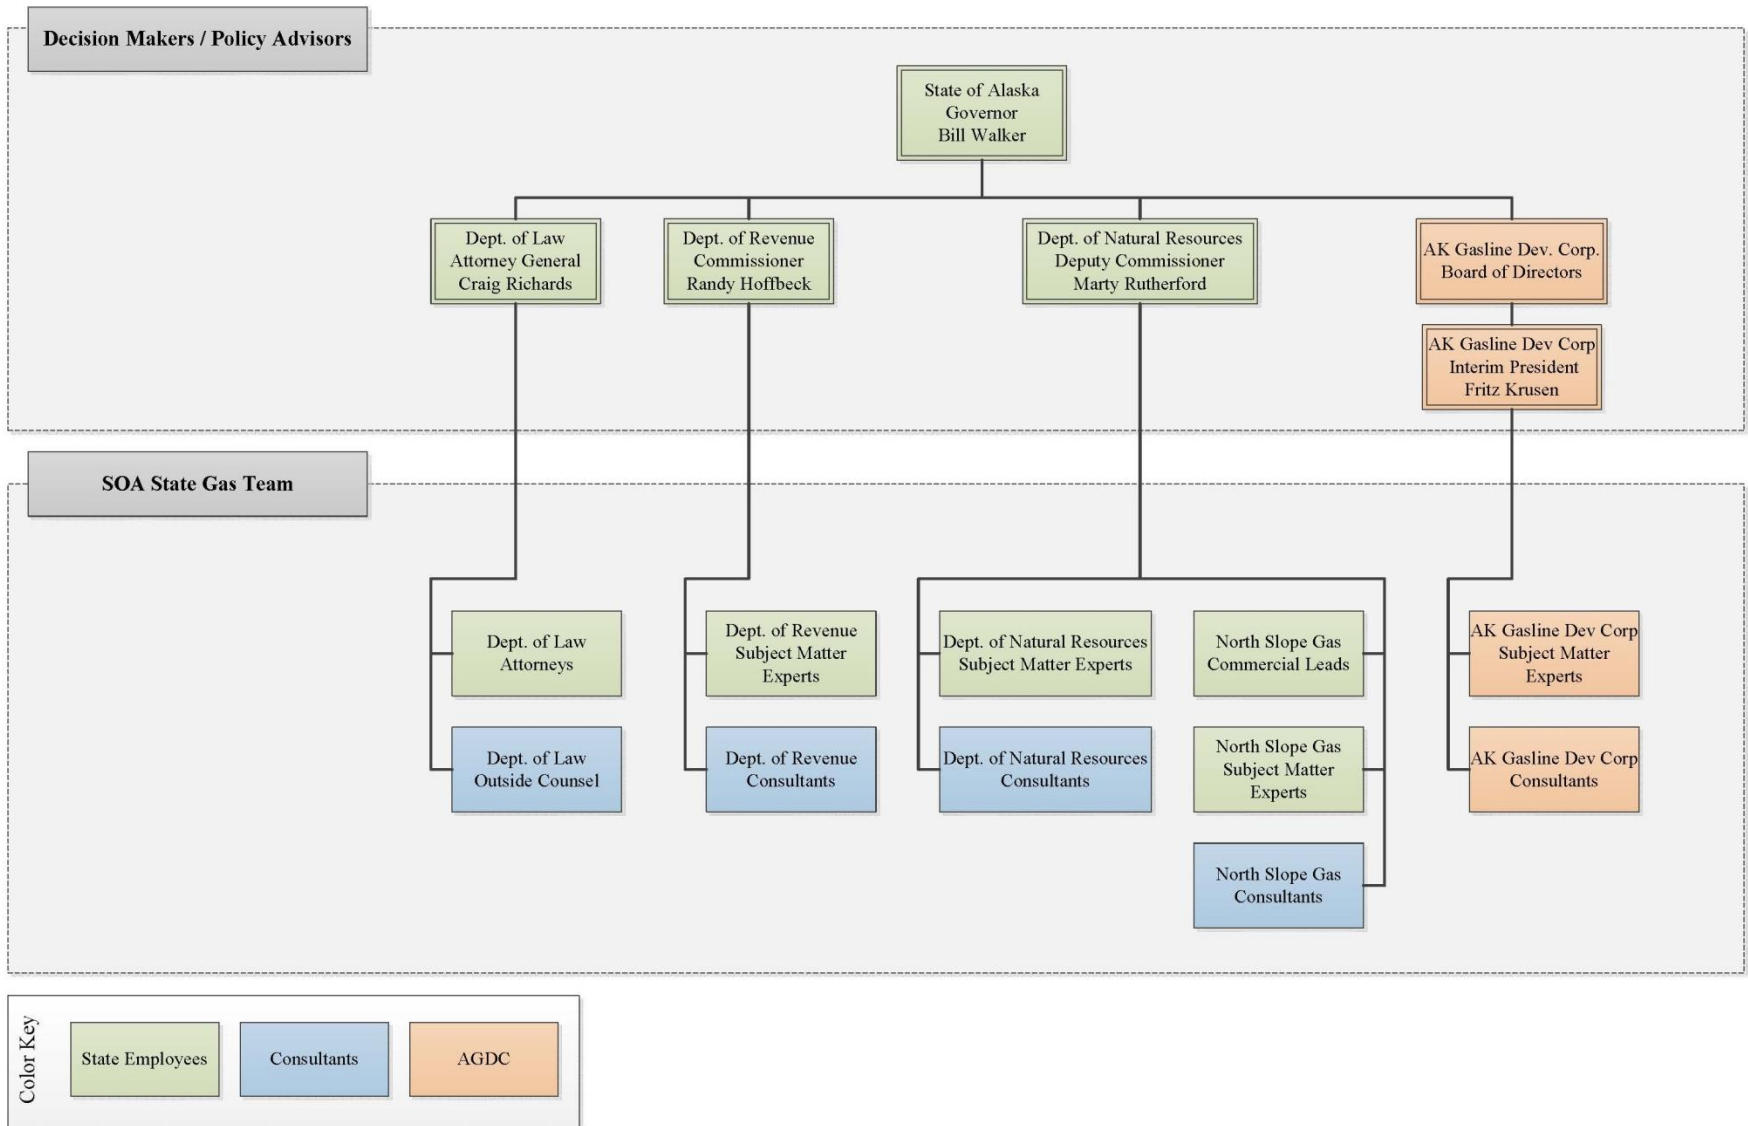 Decision Makers / Policy Advisors
State of Alaska
Governor
Bill Walker
Dept. of Law
Attorney General
Craig Richards
Dept. of Revenue
Commissioner
Randy Hoffbeck
Dept. of Natural Resources
Deputy Commissioner
Marty Rutherford
AK Gasline Dev. Corp.
Board of Directors
AK Gasline Dev Corp
Interim President
Fritz Krusen
SOA State Gas Team
Dept. of Law
Attorneys
Dept. of Revenue
Subject Matter
Experts
Dept. of Natural Resources
Subject Matter Experts
North Slope Gas
Commercial Leads
AK Gasline Dev Corp
Subject Matter
Experts
Dept. of Law
Outside Counsel
Dept. of Revenue
Consultants
Dept. of Natural Resources
Consultants
North Slope Gas
Subject Matter
Experts
AK Gasline Dev Corp
Consultants
North Slope Gas
Consultants
Color Key
State Employees
Consultants
AGDC